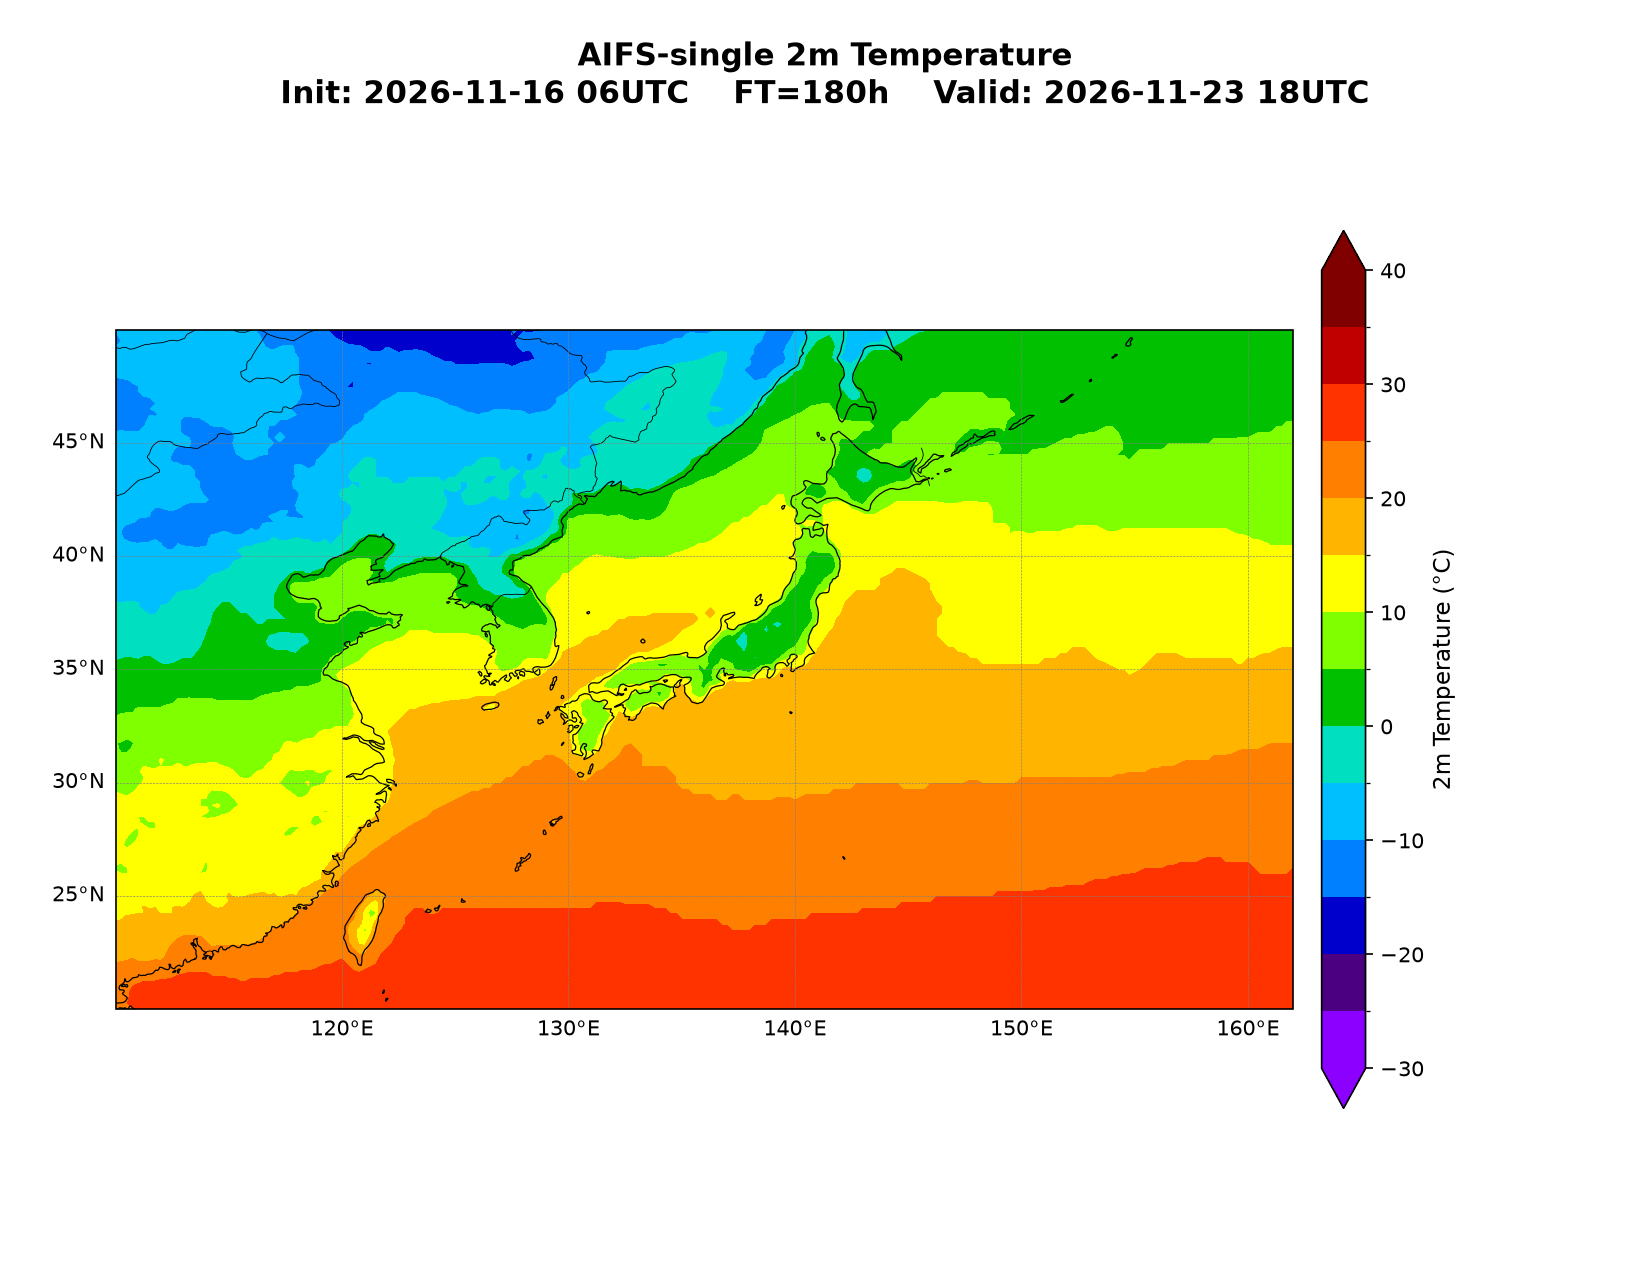 AIFS-single 2m Temperature
Init: 2026-11-16 06UTC    FT=180h    Valid: 2026-11-23 18UTC
45°N
40°N
35°N
30°N
25°N
120°E
130°E
140°E
150°E
160°E
40
30
20
10
0
−10
−20
−30
2m Temperature (°C)